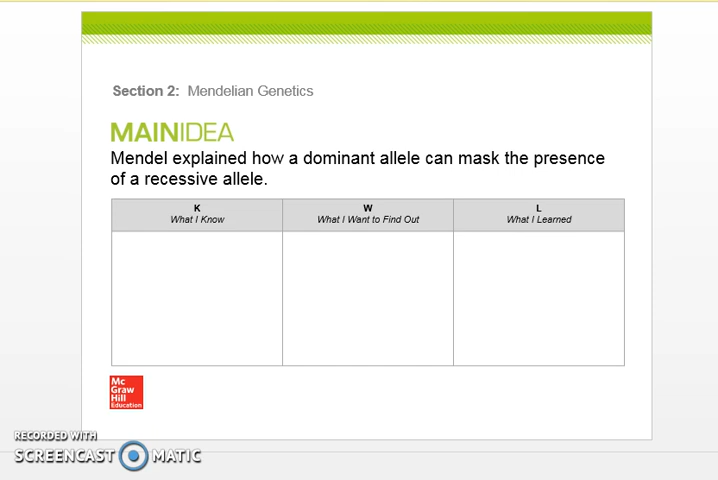 Section 2: Mendelian Genetics
MAINIDEA
Mendel explained how a dominant allele can mask the presence
of a recessive allele.
K W L
What I Know What I Want to Find Out What I Learned
Mc
Graw
Hill
Education
RECORDED WITH
SCREENCAST MATIC